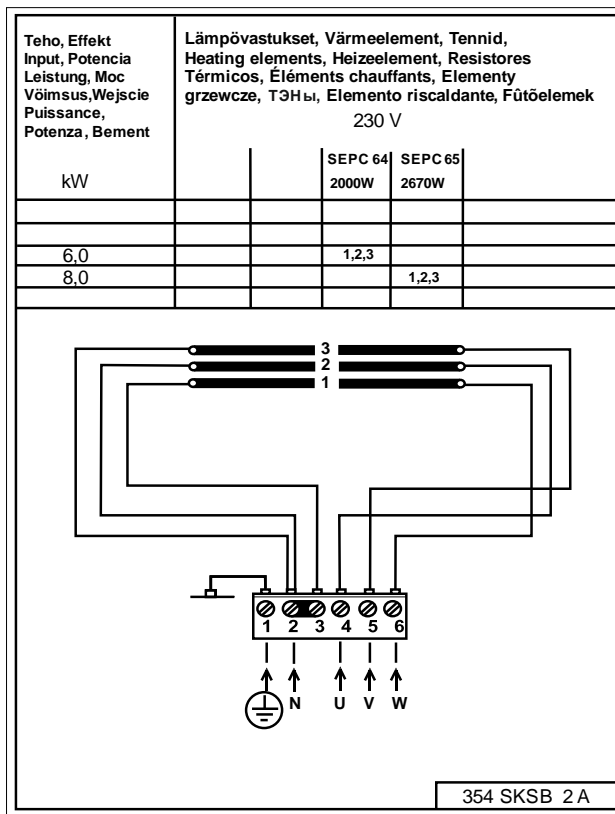 Teho, Effekt
Input, Potencia
Leistung, Moc
Vöimsus,Wejscie
Puissance,
Potenza, Bement
kW
Lämpövastukset, Värmeelement, Tennid,
Heating elements, Heizeelement, Resistores
Térmicos, Éléments chauffants, Elementy
grzewcze, ТЭНы, Elemento riscaldante, Fûtõelemek
230 V
SEPC 64 SEPC 65
2000W 2670W
6,0 1,2,3
8,0 1,2,3
3
2
1
1 2 3 4 5 6
N U V W
354 SKSB 2 A